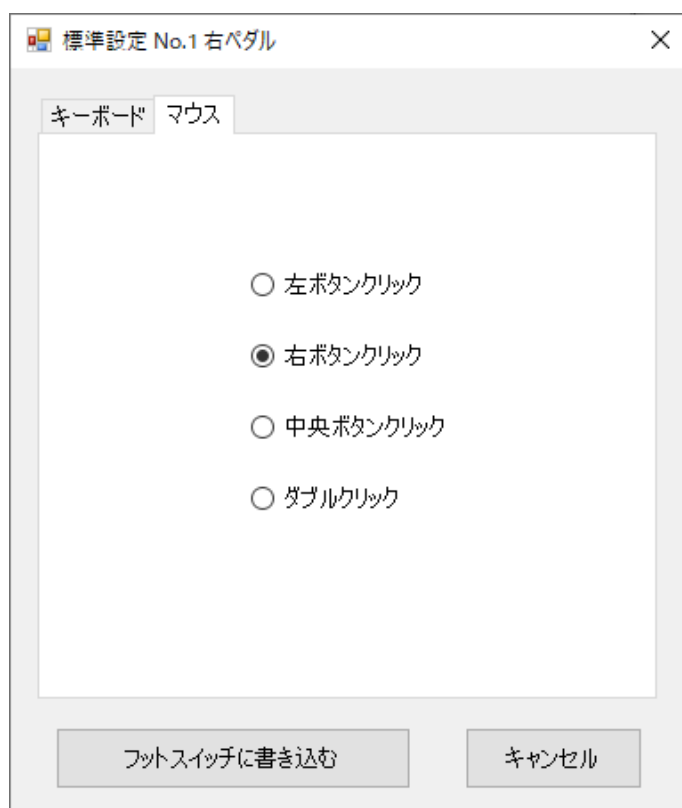 標準設定 No.1 右ペダル
キーボード マウス
左ボタンクリック
右ボタンクリック
中央ボタンクリック
ダブルクリック
フットスイッチに書き込む キャンセル